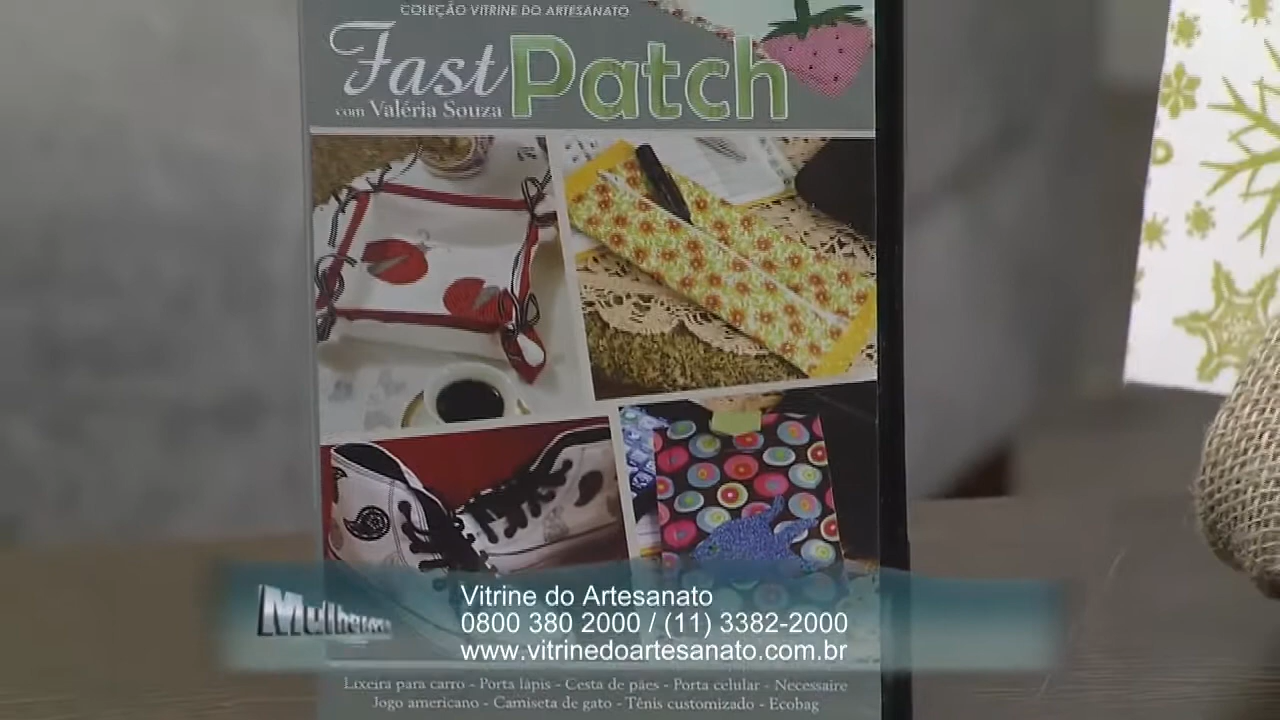 COLEÇÃO VITRINE DO ARTESANATO
Fast Patch
com Valéria Souza
Mulheres
Vitrine do Artesanato
0800 380 2000 / (11) 3382-2000
www.vitrinedoartesanato.com.br
Lixeira para carro - Porta lápis - Cesta de pães - Porta celular - Necessaire
Jogo americano - Camiseta de gato - Tênis customizado - Ecobag